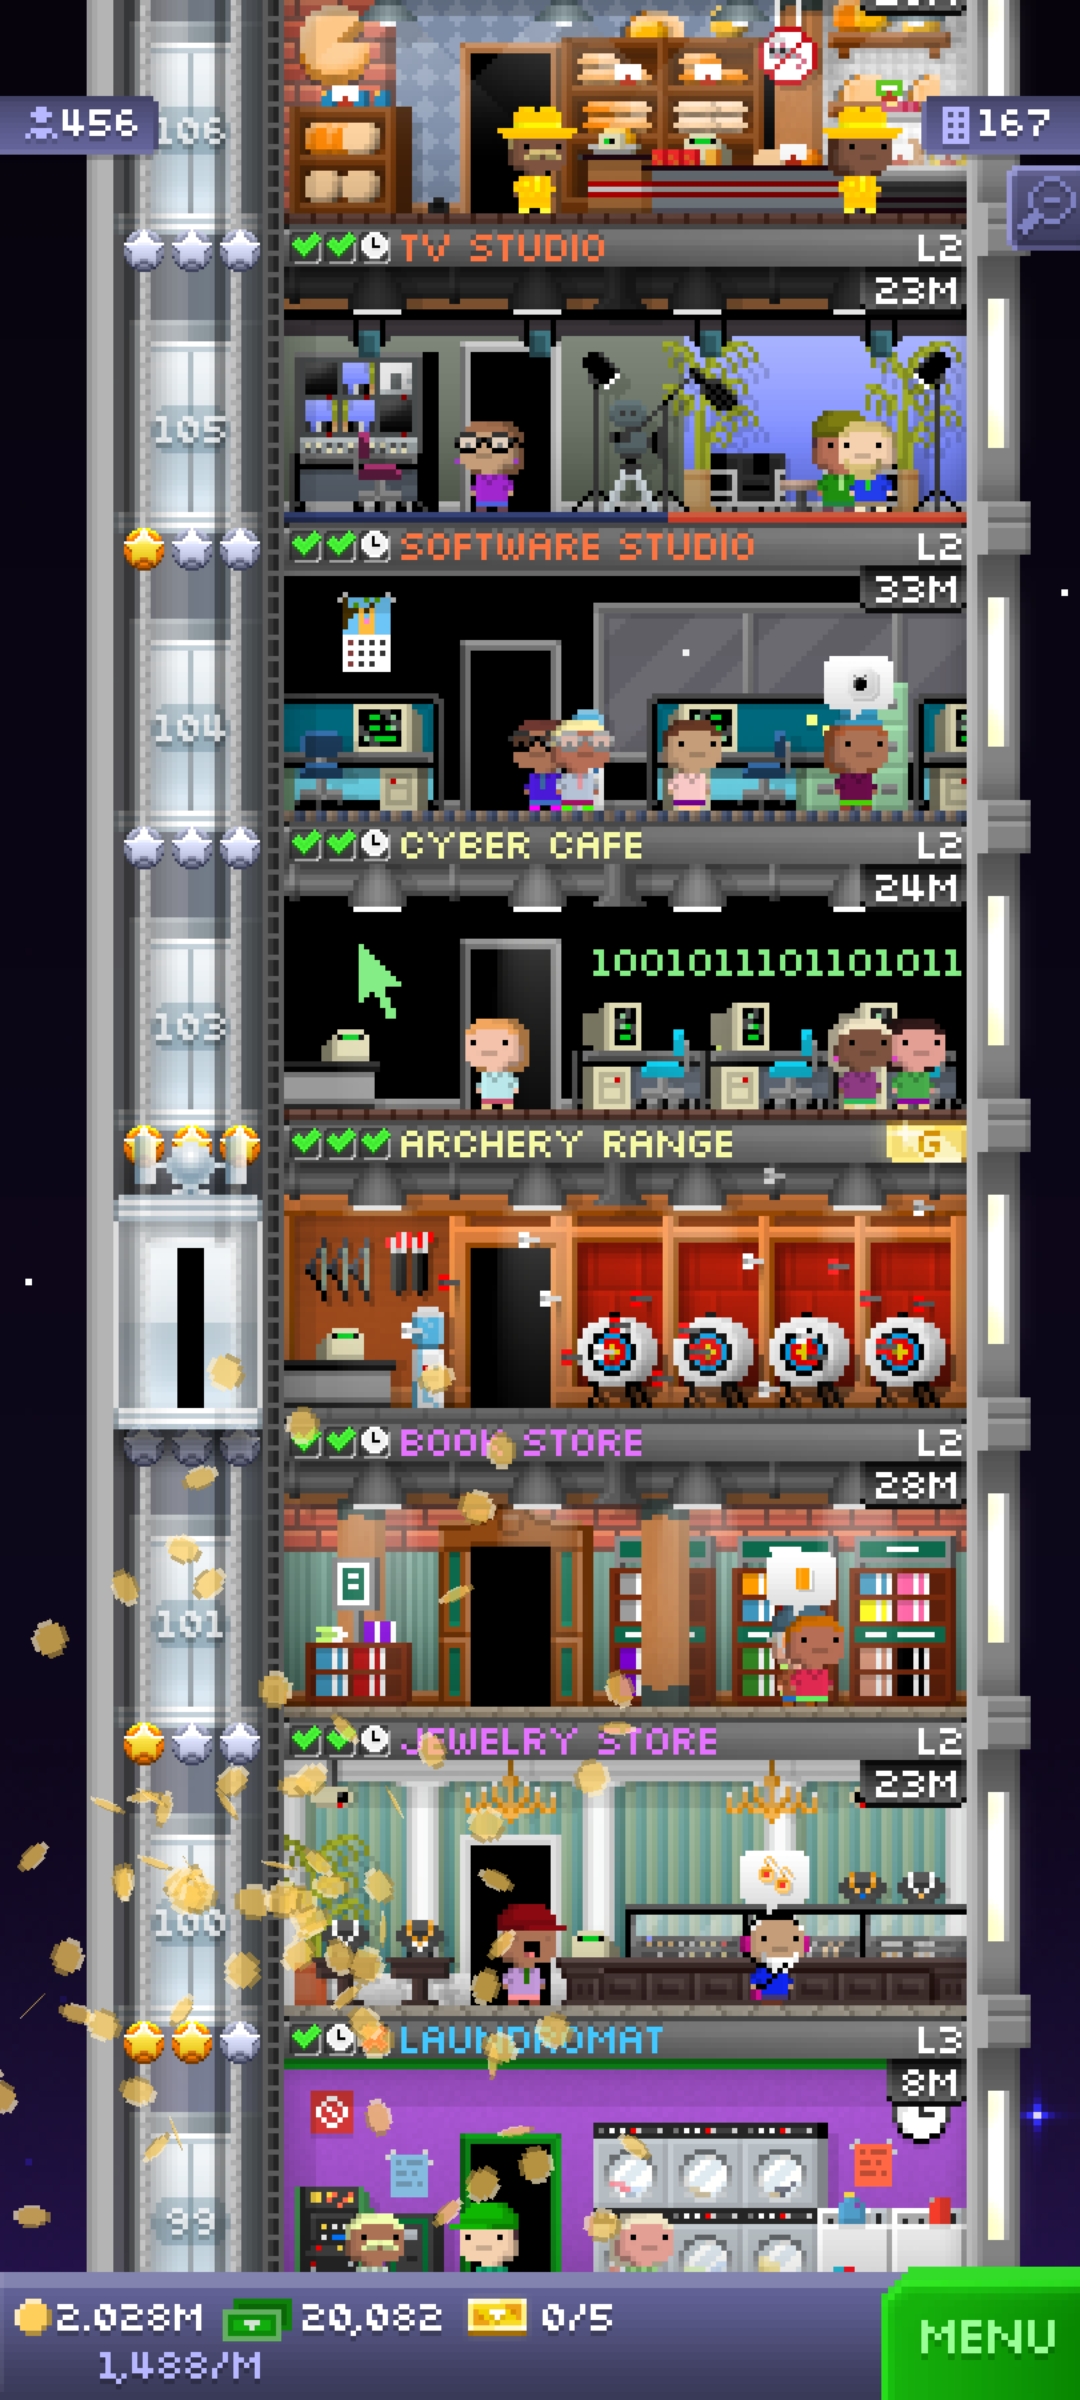 456
106
167
TV STUDIO
L2
23M
105
SOFTWARE STUDIO
L2
33M
104
CYBER CAFE
L2
24M
1001011101101011
103
ARCHERY RANGE
G
BOOK STORE
L2
28M
101
JEWELRY STORE
L2
23M
100
LAUNDROMAT
L3
8M
99
2.028M
20,082
0/5
1,488/M
MENU